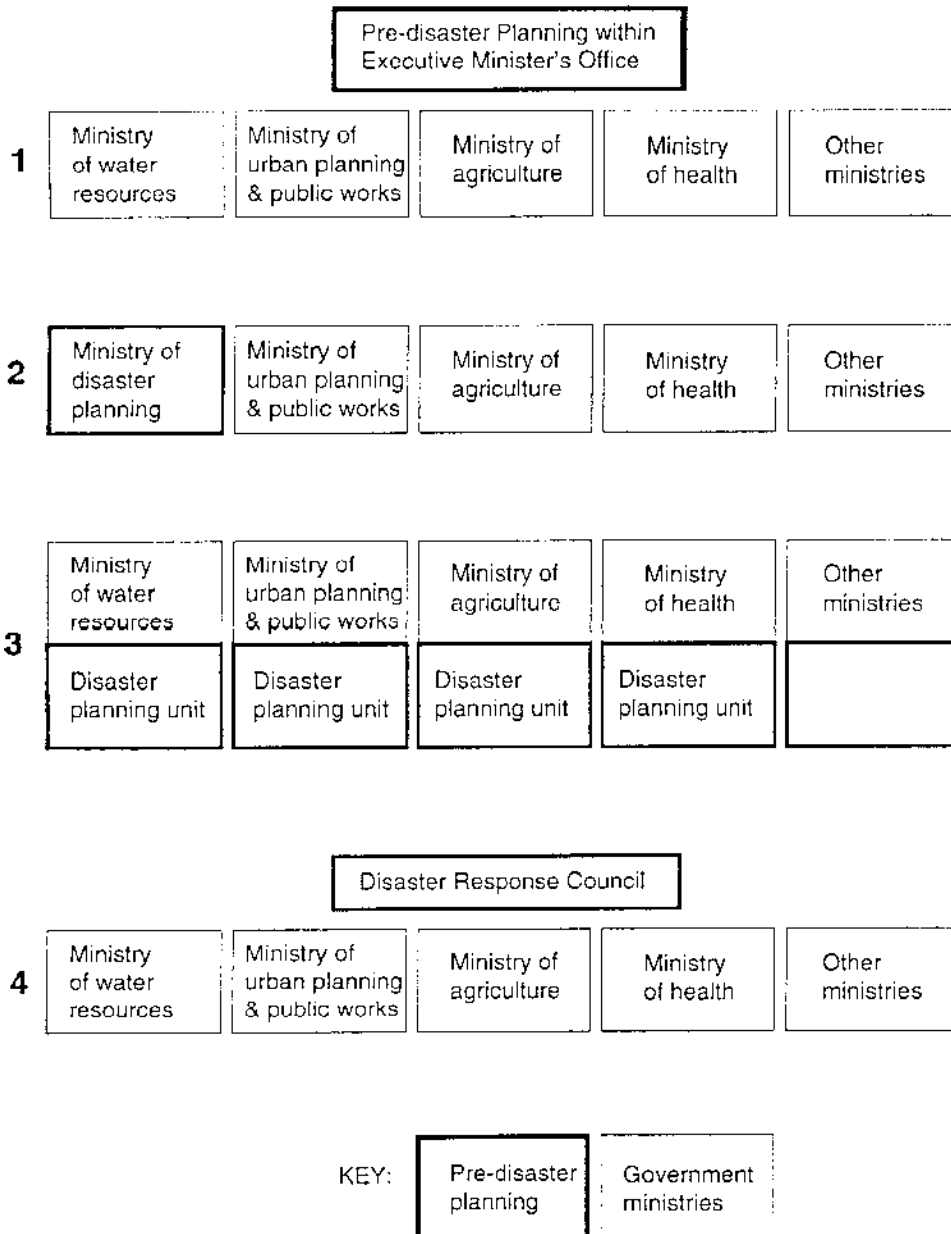 Pre-disaster Planning within
Executive Minister's Office
1
Ministry
of water
resources
Ministry of
urban planning
& public works
Ministry of
agriculture
Ministry
of health
Other
ministries
2
Ministry of
disaster
planning
Ministry of
urban planning
& public works
Ministry of
agriculture
Ministry
of health
Other
ministries
3
Ministry
of water
resources
Ministry of
urban planning
& public works
Ministry of
agriculture
Ministry
of health
Other
ministries
Disaster
planning unit
Disaster
planning unit
Disaster
planning unit
Disaster
planning unit
Disaster Response Council
4
Ministry
of water
resources
Ministry of
urban planning
& public works
Ministry of
agriculture
Ministry
of health
Other
ministries
KEY:
Pre-disaster
planning
Government
ministries